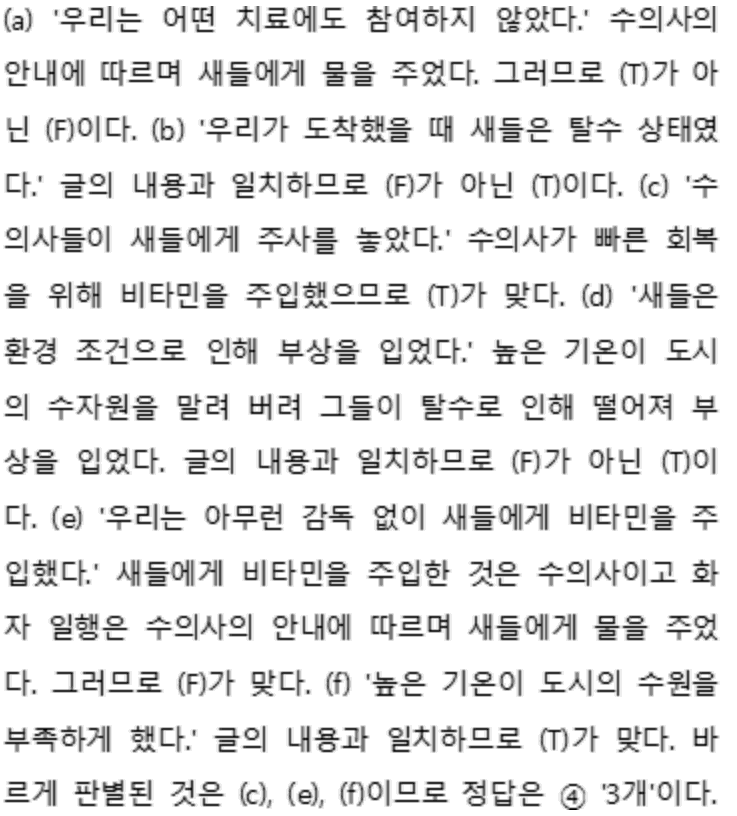 (a) '우리는 어떤 치료에도 참여하지 않았다.' 수의사의
안내에 따르며 새들에게 물을 주었다. 그러므로 (T)가 아
닌 (F)이다. (b) '우리가 도착했을 때 새들은 탈수 상태였
다.' 글의 내용과 일치하므로 (F)가 아닌 (T)이다. (c) '수
의사들이 새들에게 주사를 놓았다.' 수의사가 빠른 회복
을 위해 비타민을 주입했으므로 (T)가 맞다. (d) '새들은
환경 조건으로 인해 부상을 입었다.' 높은 기온이 도시
의 수자원을 말려 버려 그들이 탈수로 인해 떨어져 부
상을 입었다. 글의 내용과 일치하므로 (F)가 아닌 (T)이
다. (e) '우리는 아무런 감독 없이 새들에게 비타민을 주
입했다.' 새들에게 비타민을 주입한 것은 수의사이고 화
자 일행은 수의사의 안내에 따르며 새들에게 물을 주었
다. 그러므로 (F)가 맞다. (f) '높은 기온이 도시의 수원을
부족하게 했다.' 글의 내용과 일치하므로 (T)가 맞다. 바
르게 판별된 것은 (c), (e), (f)이므로 정답은 ④ '3개'이다.